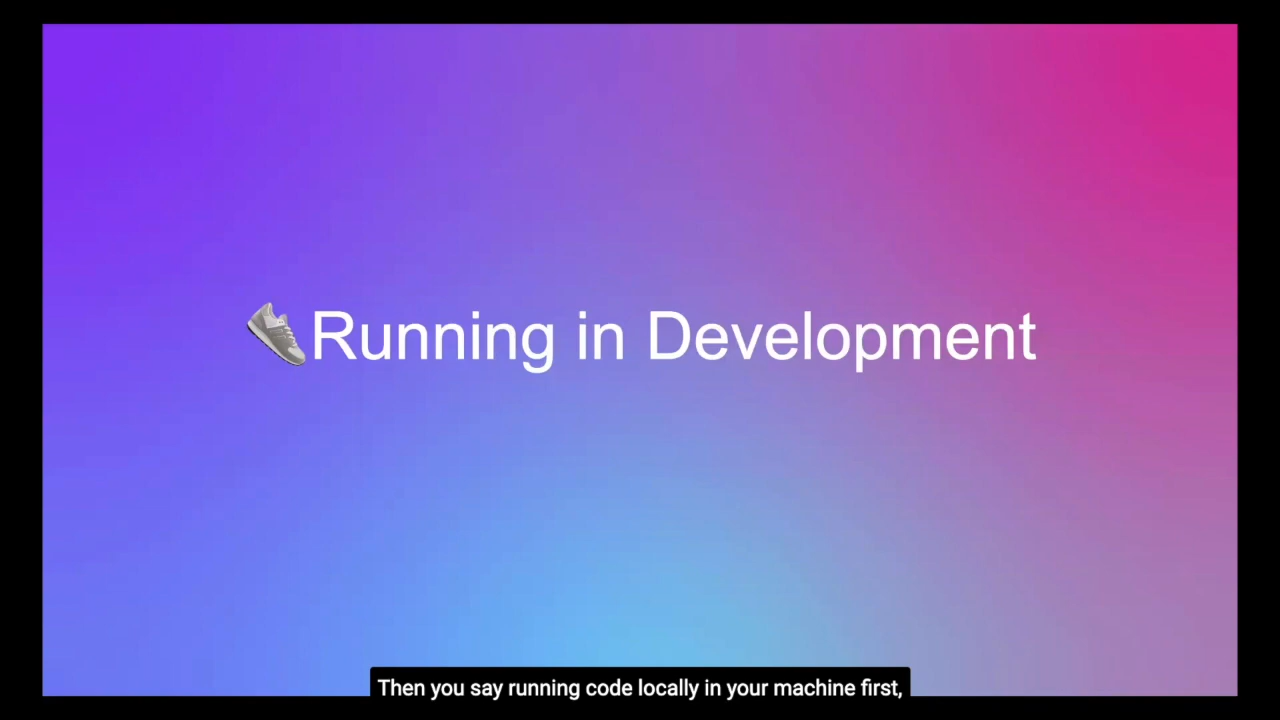 Running in Development
Then you say running code locally in your machine first,